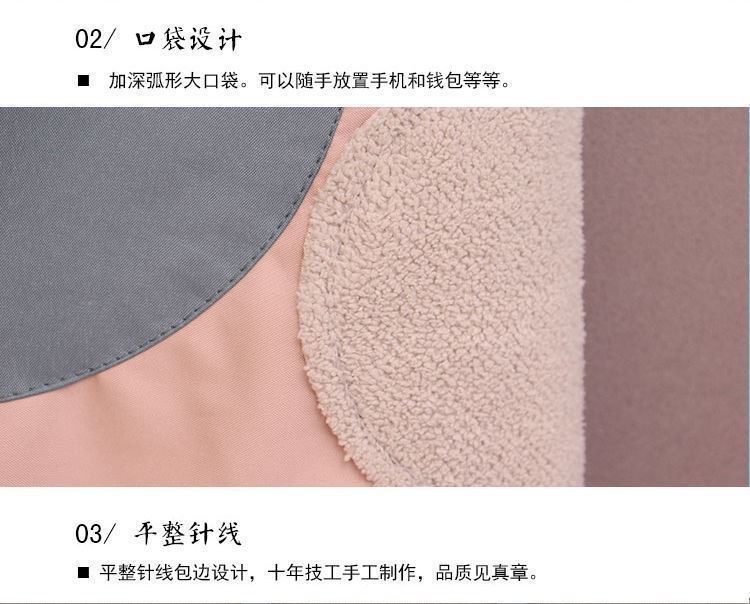 02/ 口袋设计
■ 加深弧形大口袋。可以随手放置手机和钱包等等。
03/ 平整针线
■ 平整针线包边设计，十年技工手工制作，品质见真章。